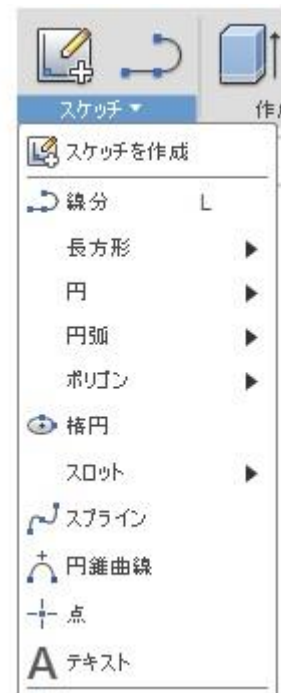 スケッチ ▼
作
スケッチを作成
線分 L
長方形
円
円弧
ポリゴン
楕円
スロット
スプライン
円錐曲線
点
テキスト